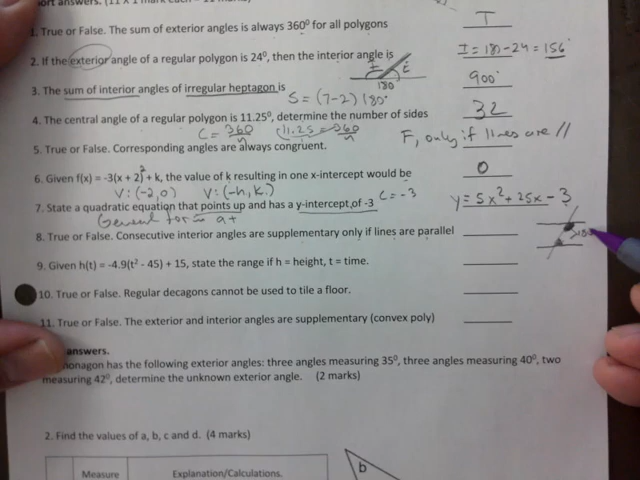 ort answers. (11 x 1 mark each = 11 marks)
1. True or False. The sum of exterior angles is always 360⁰ for all polygons T
2. If the exterior angle of a regular polygon is 24⁰, then the interior angle is I = 180 - 24 = 156°
I E
180
3. The sum of interior angles of irregular heptagon is 900°
S = (7-2) 180°
4. The central angle of a regular polygon is 11.25⁰, determine the number of sides 32
C = 360/n 11.25 = 360/n
5. True or False. Corresponding angles are always congruent. F, only if lines are //
6. Given f(x) = -3(x + 2)² + k, the value of k resulting in one x-intercept would be 0
V: (-2, 0) V: (-h, k)
7. State a quadratic equation that points up and has a y-intercept of -3 C = -3 y = 5x² + 25x - 3
General form a +
8. True or False. Consecutive interior angles are supplementary only if lines are parallel
9. Given h(t) = -4.9(t² - 45) + 15, state the range if h = height, t = time.
10. True or False. Regular decagons cannot be used to tile a floor.
11. True or False. The exterior and interior angles are supplementary (convex poly)
answers.
nonagon has the following exterior angles: three angles measuring 35⁰, three angles measuring 40⁰, two
measuring 42⁰, determine the unknown exterior angle. (2 marks)
2. Find the values of a, b, c and d. (4 marks)
Measure Explanation/Calculations. b